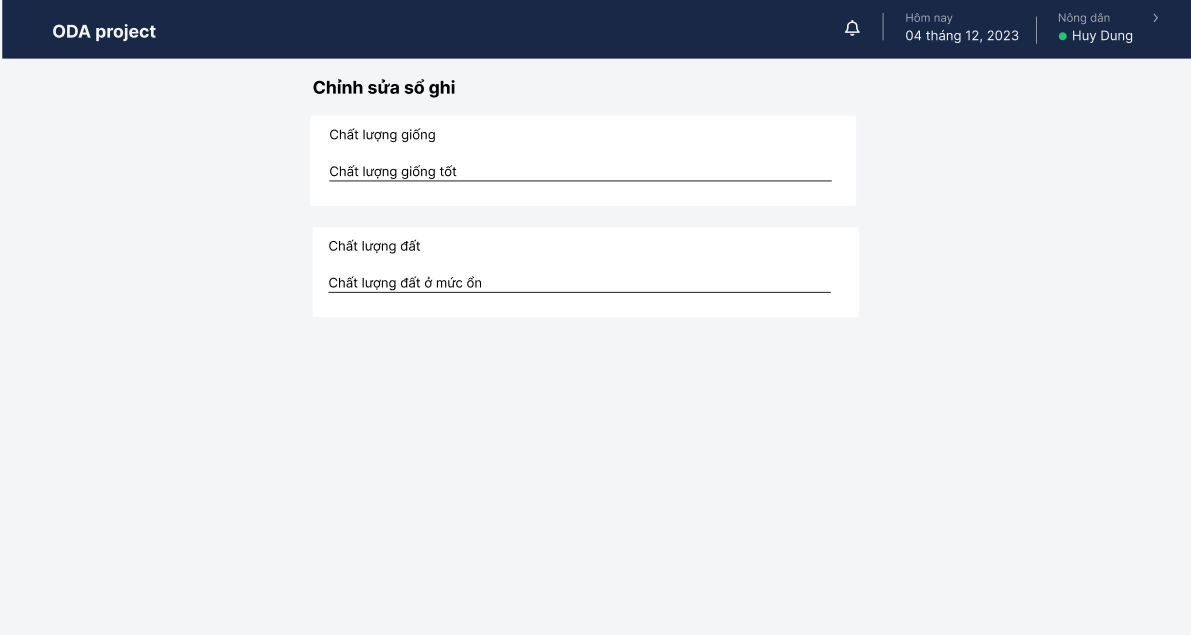 ODA project
Hôm nay
04 tháng 12, 2023
Nông dân
Huy Dung
Chỉnh sửa sổ ghi
Chất lượng giống
Chất lượng giống tốt
Chất lượng đất
Chất lượng đất ở mức ổn